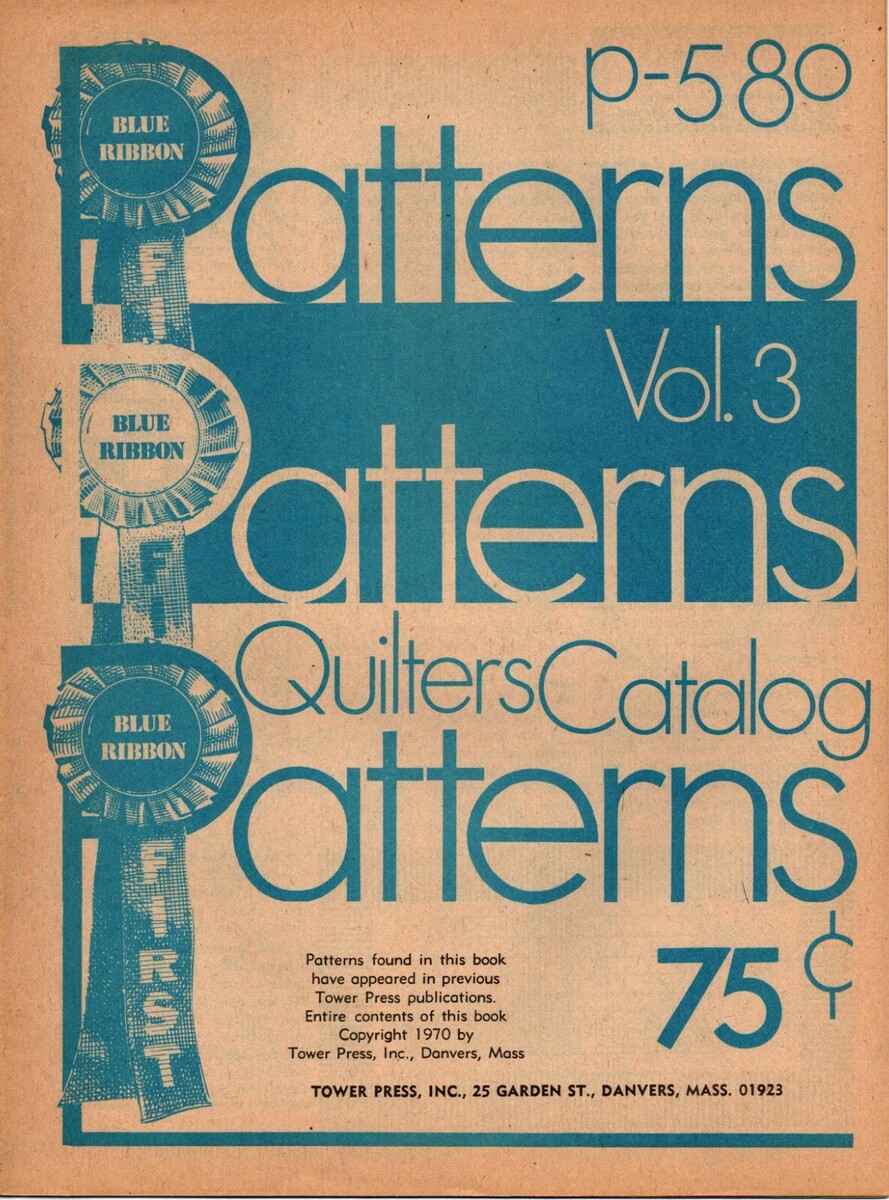 p-580
BLUE
RIBBON
Patterns
FI
Vol. 3
BLUE
RIBBON
Patterns
FI
Quilters Catalog
BLUE
RIBBON
Patterns
FIRST
Patterns found in this book
have appeared in previous
Tower Press publications.
Entire contents of this book
Copyright 1970 by
Tower Press, Inc., Danvers, Mass
75¢
TOWER PRESS, INC., 25 GARDEN ST., DANVERS, MASS. 01923